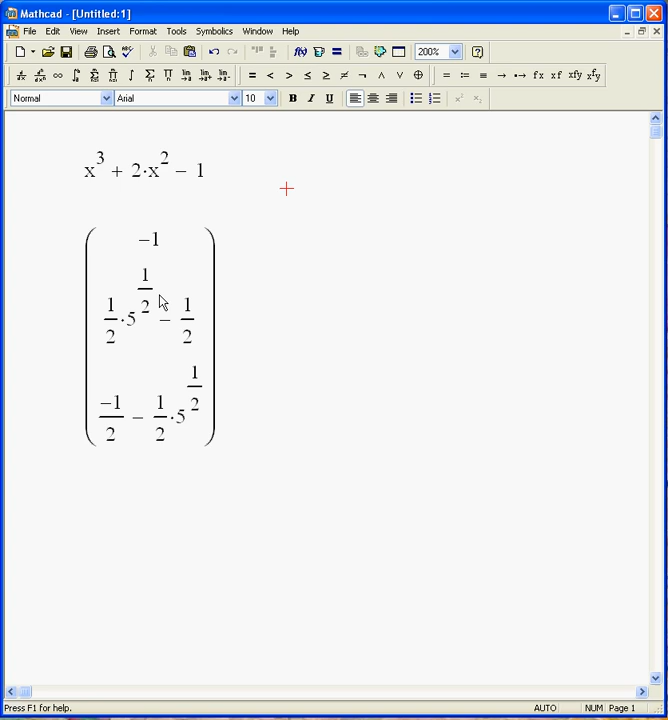 Mathcad - [Untitled:1]
File Edit View Insert Format Tools Symbolics Window Help
200%
Normal Arial 10 B I U
x³ + 2·x² − 1
−1
1/2·5^(1/2) − 1/2
−1/2 − 1/2·5^(1/2)
Press F1 for help. AUTO NUM Page 1